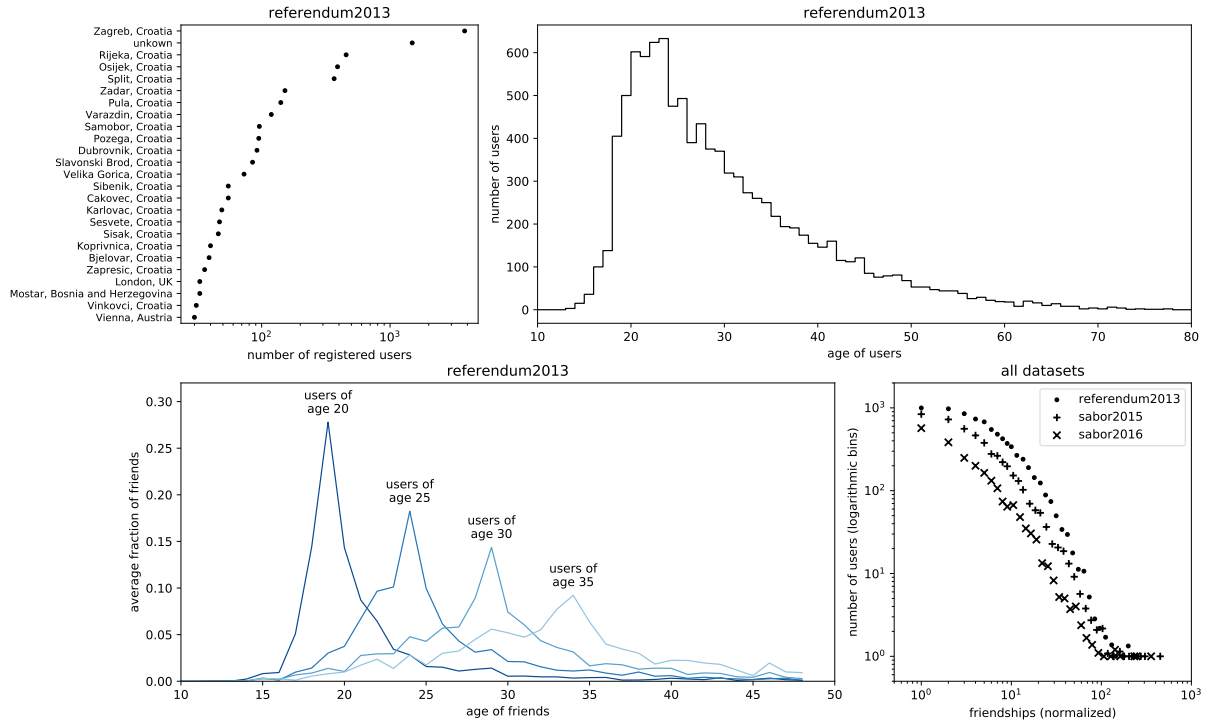 referendum2013
Zagreb, Croatia
unkown
Rijeka, Croatia
Osijek, Croatia
Split, Croatia
Zadar, Croatia
Pula, Croatia
Varazdin, Croatia
Samobor, Croatia
Pozega, Croatia
Dubrovnik, Croatia
Slavonski Brod, Croatia
Velika Gorica, Croatia
Sibenik, Croatia
Cakovec, Croatia
Karlovac, Croatia
Sesvete, Croatia
Sisak, Croatia
Koprivnica, Croatia
Bjelovar, Croatia
Zapresic, Croatia
London, UK
Mostar, Bosnia and Herzegovina
Vinkovci, Croatia
Vienna, Austria
10² 10³
number of registered users
referendum2013
number of users
600
500
400
300
200
100
0
10 20 30 40 50 60 70 80
age of users
referendum2013
average fraction of friends
0.30
0.25
0.20
0.15
0.10
0.05
0.00
users of
age 20
users of
age 25
users of
age 30
users of
age 35
10 15 20 25 30 35 40 45 50
age of friends
all datasets
number of users (logarithmic bins)
10³
10²
10¹
10⁰
referendum2013
sabor2015
sabor2016
10⁰ 10¹ 10² 10³
friendships (normalized)